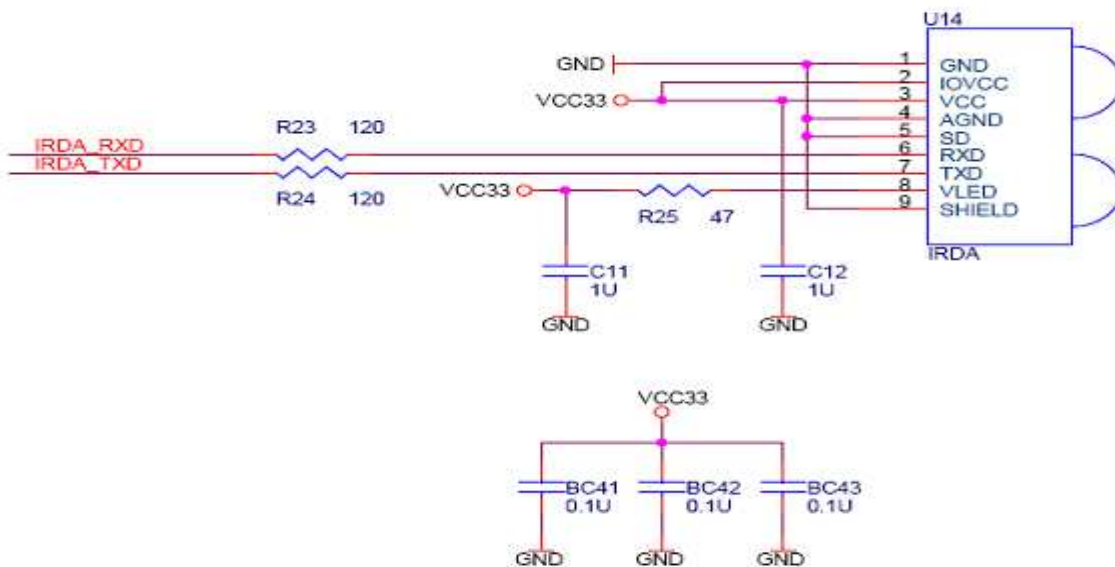 U14
GND 1 GND
2 IOVCC
VCC33 3 VCC
4 AGND
5 SD
R23 120
IRDA_RXD 6 RXD
IRDA_TXD 7 TXD
R24 120
VCC33 8 VLED
R25 47
9 SHIELD
IRDA
C11
1U
C12
1U
GND GND
VCC33
BC41 BC42 BC43
0.1U 0.1U 0.1U
GND GND GND